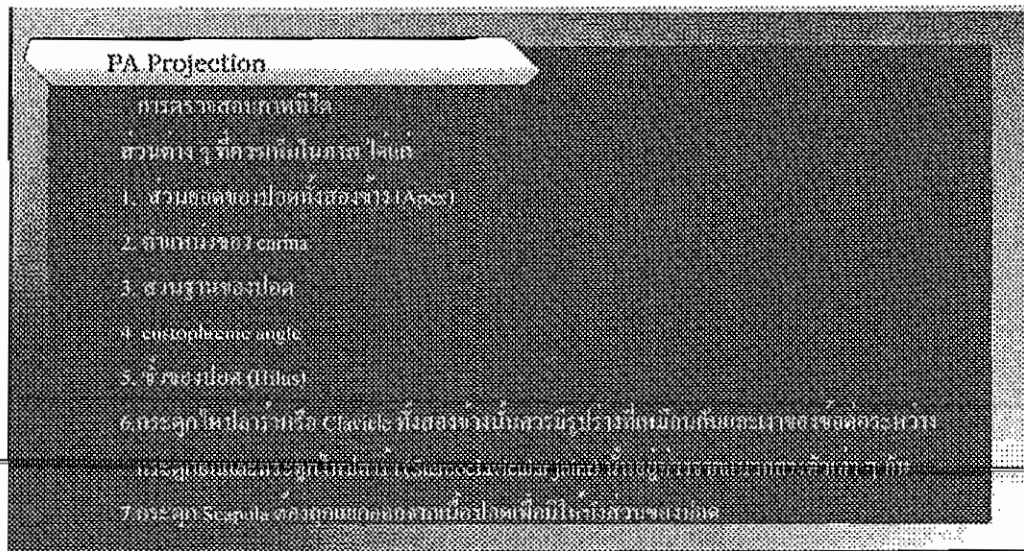 PA Projection
การตรวจสอบภาพที่ได้
ส่วนต่าง ๆ ที่ควรเห็นในภาพ ได้แก่
1. ส่วนยอดของปอดทั้งสองข้าง (Apex)
2. ตำแหน่งของ carina
3. ส่วนฐานของปอด
4. costophrenic angle
5. ขั้วของปอด (Hilus)
6.กระดูกไหปลาร้าหรือ Clavicle ทั้งสองข้างนั้นควรมีรูปร่างที่เหมือนกันและเงาของข้อต่อระหว่าง
7.กระดูก Scapula ต้องถูกแยกออกจากเนื้อปอดเพื่อมิให้บังส่วนของปอด